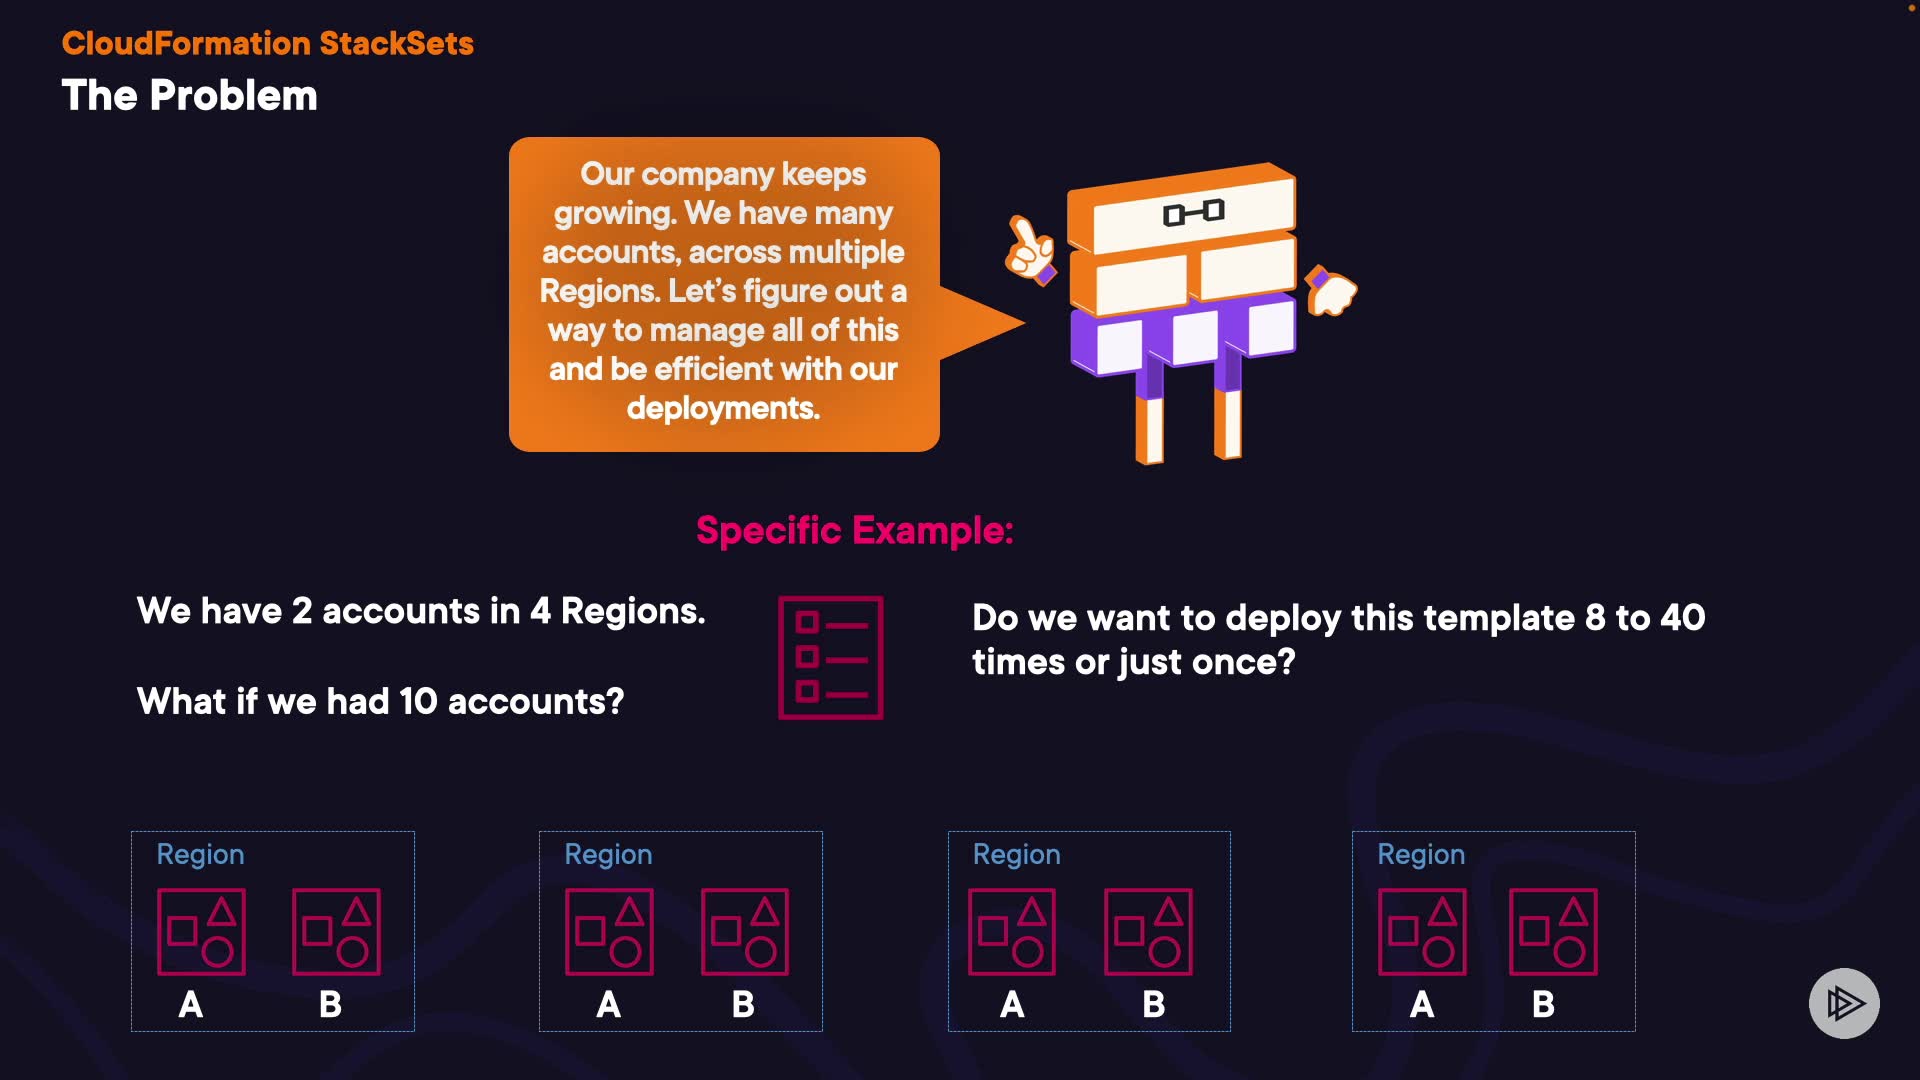 CloudFormation StackSets
The Problem
Our company keeps
growing. We have many
accounts, across multiple
Regions. Let’s figure out a
way to manage all of this
and be efficient with our
deployments.
Specific Example:
We have 2 accounts in 4 Regions.
What if we had 10 accounts?
Do we want to deploy this template 8 to 40
times or just once?
Region
A B
Region
A B
Region
A B
Region
A B